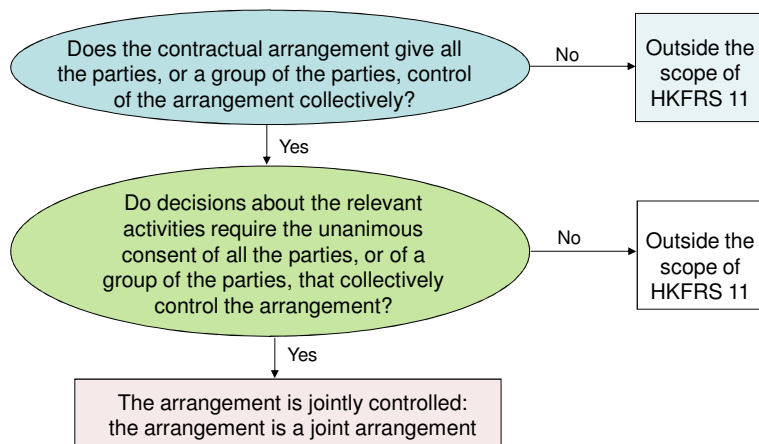 Does the contractual arrangement give all
the parties, or a group of the parties, control
of the arrangement collectively?
No
Outside the
scope of
HKFRS 11
Yes
Do decisions about the relevant
activities require the unanimous
consent of all the parties, or of a
group of the parties, that collectively
control the arrangement?
No
Outside the
scope of
HKFRS 11
Yes
The arrangement is jointly controlled:
the arrangement is a joint arrangement